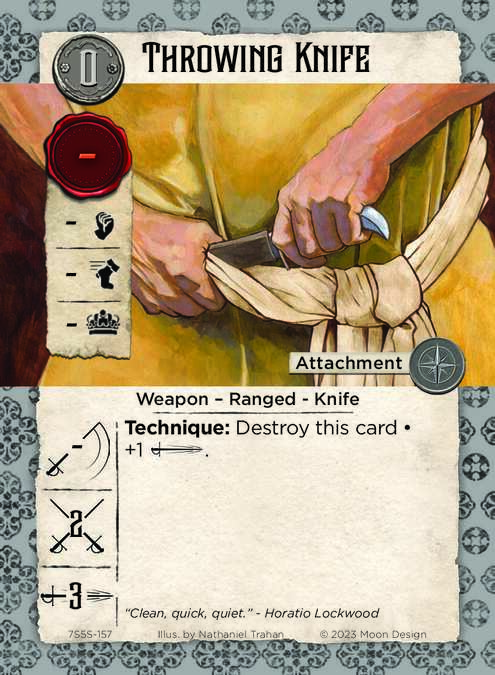 0
THROWING KNIFE
-
-
-
-
Attachment
Weapon – Ranged - Knife
Technique: Destroy this card •
+1 .
-
2
+3
“Clean, quick, quiet.” - Horatio Lockwood
7S5S-157 Illus. by Nathaniel Trahan © 2023 Moon Design